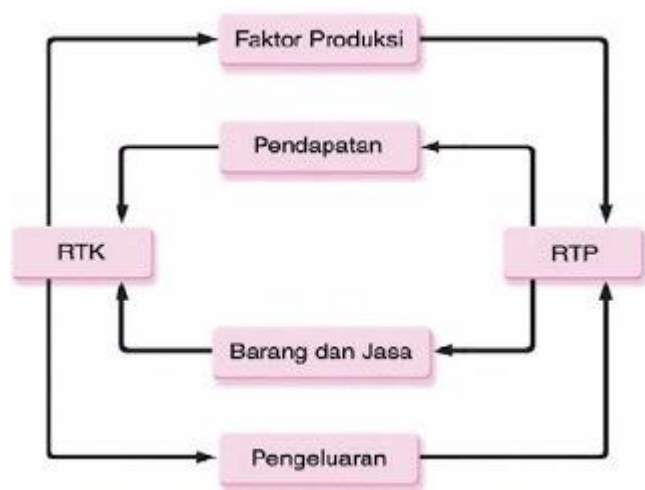 Faktor Produksi
Pendapatan
RTK
RTP
Barang dan Jasa
Pengeluaran